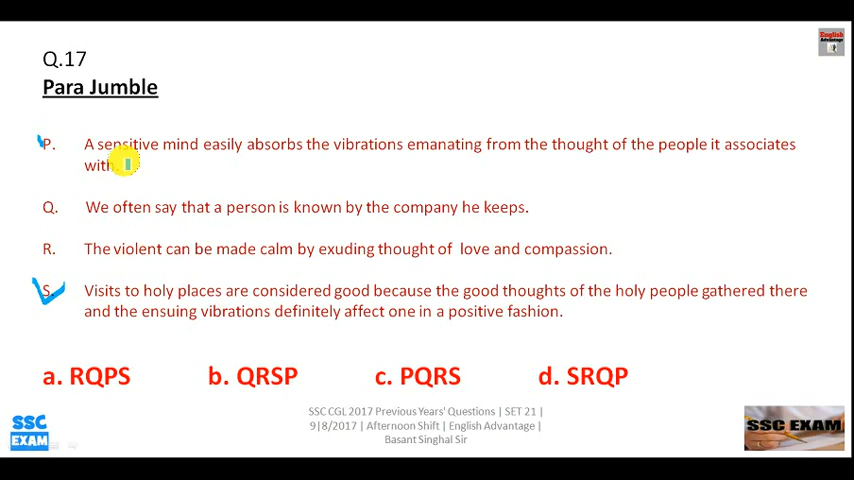 English
Advantage
Q.17
Para Jumble
P. A sensitive mind easily absorbs the vibrations emanating from the thought of the people it associates
with.
Q. We often say that a person is known by the company he keeps.
R. The violent can be made calm by exuding thought of love and compassion.
S. Visits to holy places are considered good because the good thoughts of the holy people gathered there
and the ensuing vibrations definitely affect one in a positive fashion.
a. RQPS b. QRSP c. PQRS d. SRQP
SSC CGL 2017 Previous Years' Questions | SET 21 |
9|8/2017 | Afternoon Shift | English Advantage |
Basant Singhal Sir
SSC
EXAM
SSC EXAM